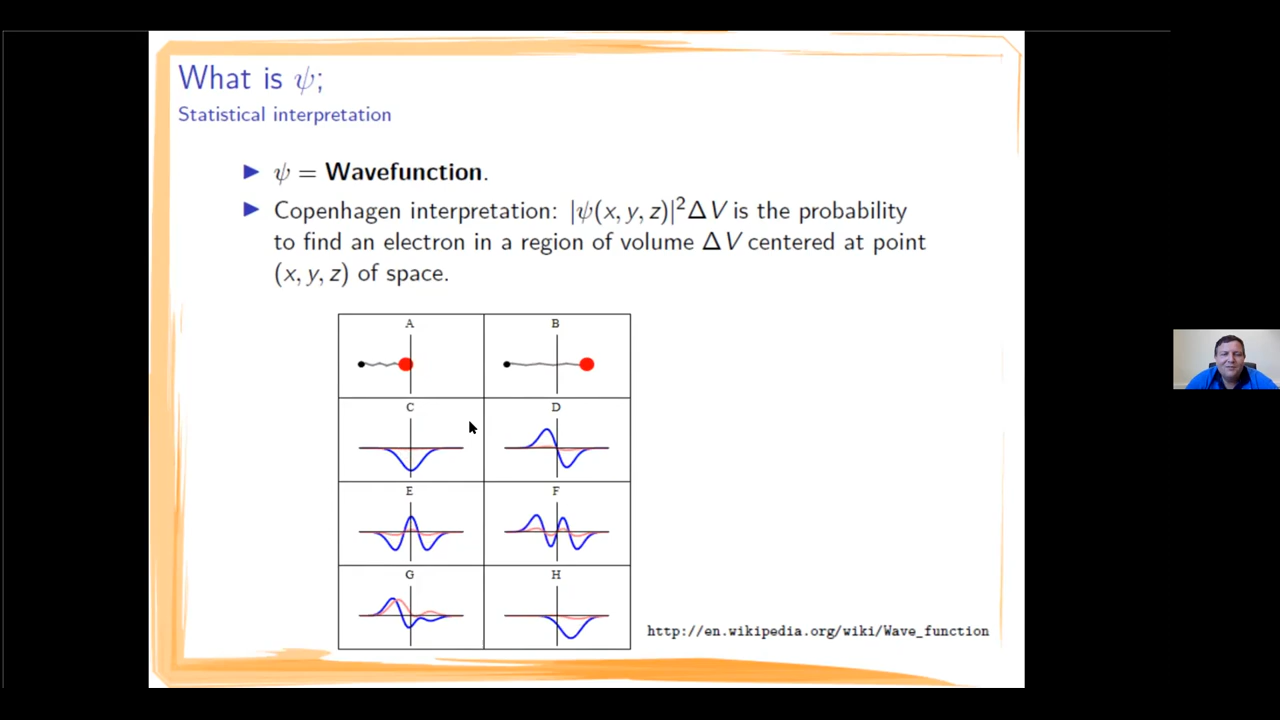 What is ψ;
Statistical interpretation
ψ = Wavefunction.
Copenhagen interpretation: |ψ(x, y, z)|²ΔV is the probability
to find an electron in a region of volume ΔV centered at point
(x, y, z) of space.
A B
C D
E F
G H
http://en.wikipedia.org/wiki/Wave_function